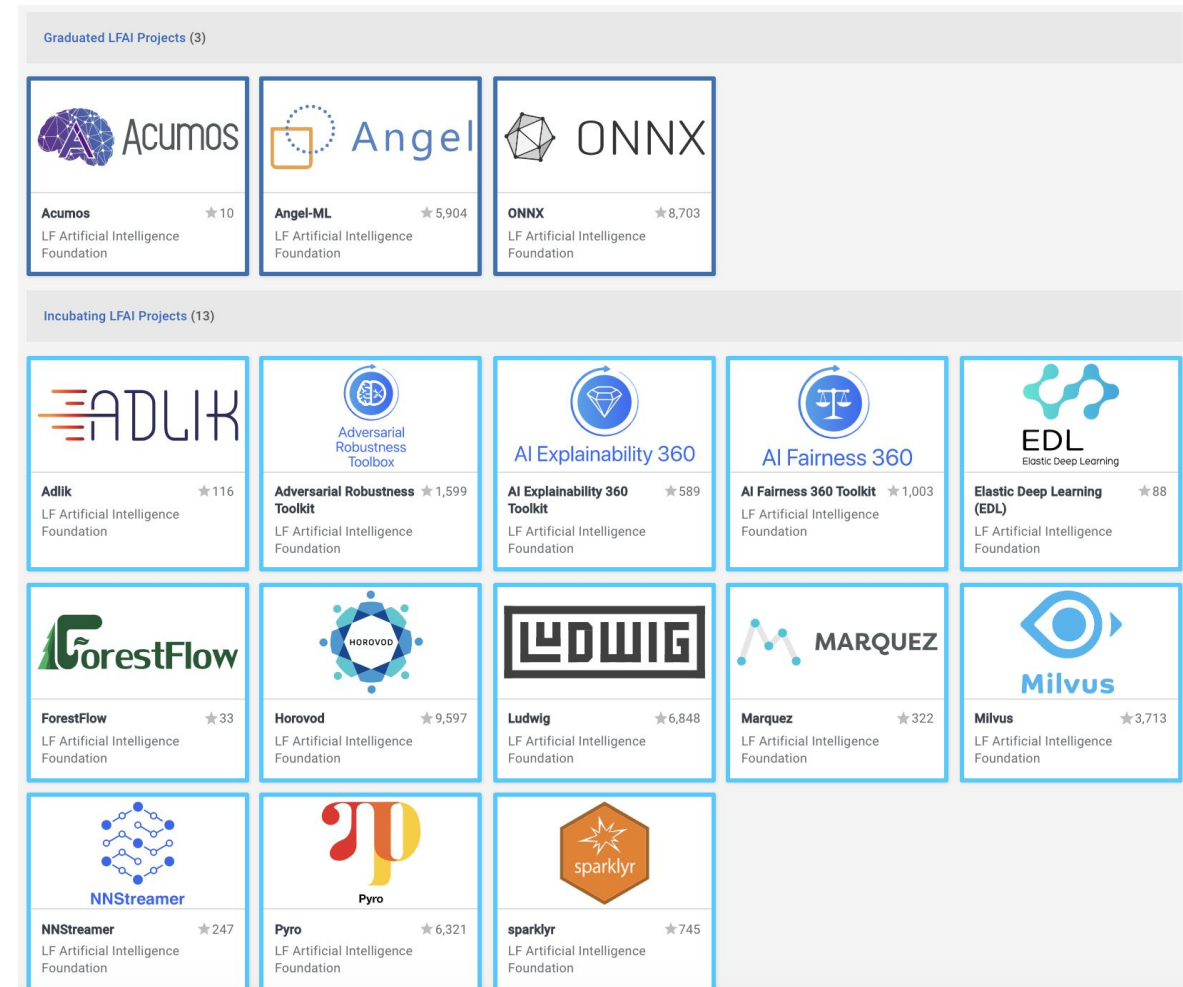 Graduated LFAI Projects (3)
Acumos
Angel
ONNX
Acumos 10
LF Artificial Intelligence
Foundation
Angel-ML 5,904
LF Artificial Intelligence
Foundation
ONNX 8,703
LF Artificial Intelligence
Foundation
Incubating LFAI Projects (13)
ADLIK
Adversarial
Robustness
Toolbox
AI Explainability 360
AI Fairness 360
EDL
Elastic Deep Learning
Adlik 116
LF Artificial Intelligence
Foundation
Adversarial Robustness 1,599
Toolkit
LF Artificial Intelligence
Foundation
AI Explainability 360 589
Toolkit
LF Artificial Intelligence
Foundation
AI Fairness 360 Toolkit 1,003
LF Artificial Intelligence
Foundation
Elastic Deep Learning 88
(EDL)
LF Artificial Intelligence
Foundation
ForestFlow
HOROVOD
LUDWIG
MARQUEZ
Milvus
ForestFlow 33
LF Artificial Intelligence
Foundation
Horovod 9,597
LF Artificial Intelligence
Foundation
Ludwig 6,848
LF Artificial Intelligence
Foundation
Marquez 322
LF Artificial Intelligence
Foundation
Milvus 3,713
LF Artificial Intelligence
Foundation
NNStreamer
Pyro
sparklyr
NNStreamer 247
LF Artificial Intelligence
Foundation
Pyro 6,321
LF Artificial Intelligence
Foundation
sparklyr 745
LF Artificial Intelligence
Foundation